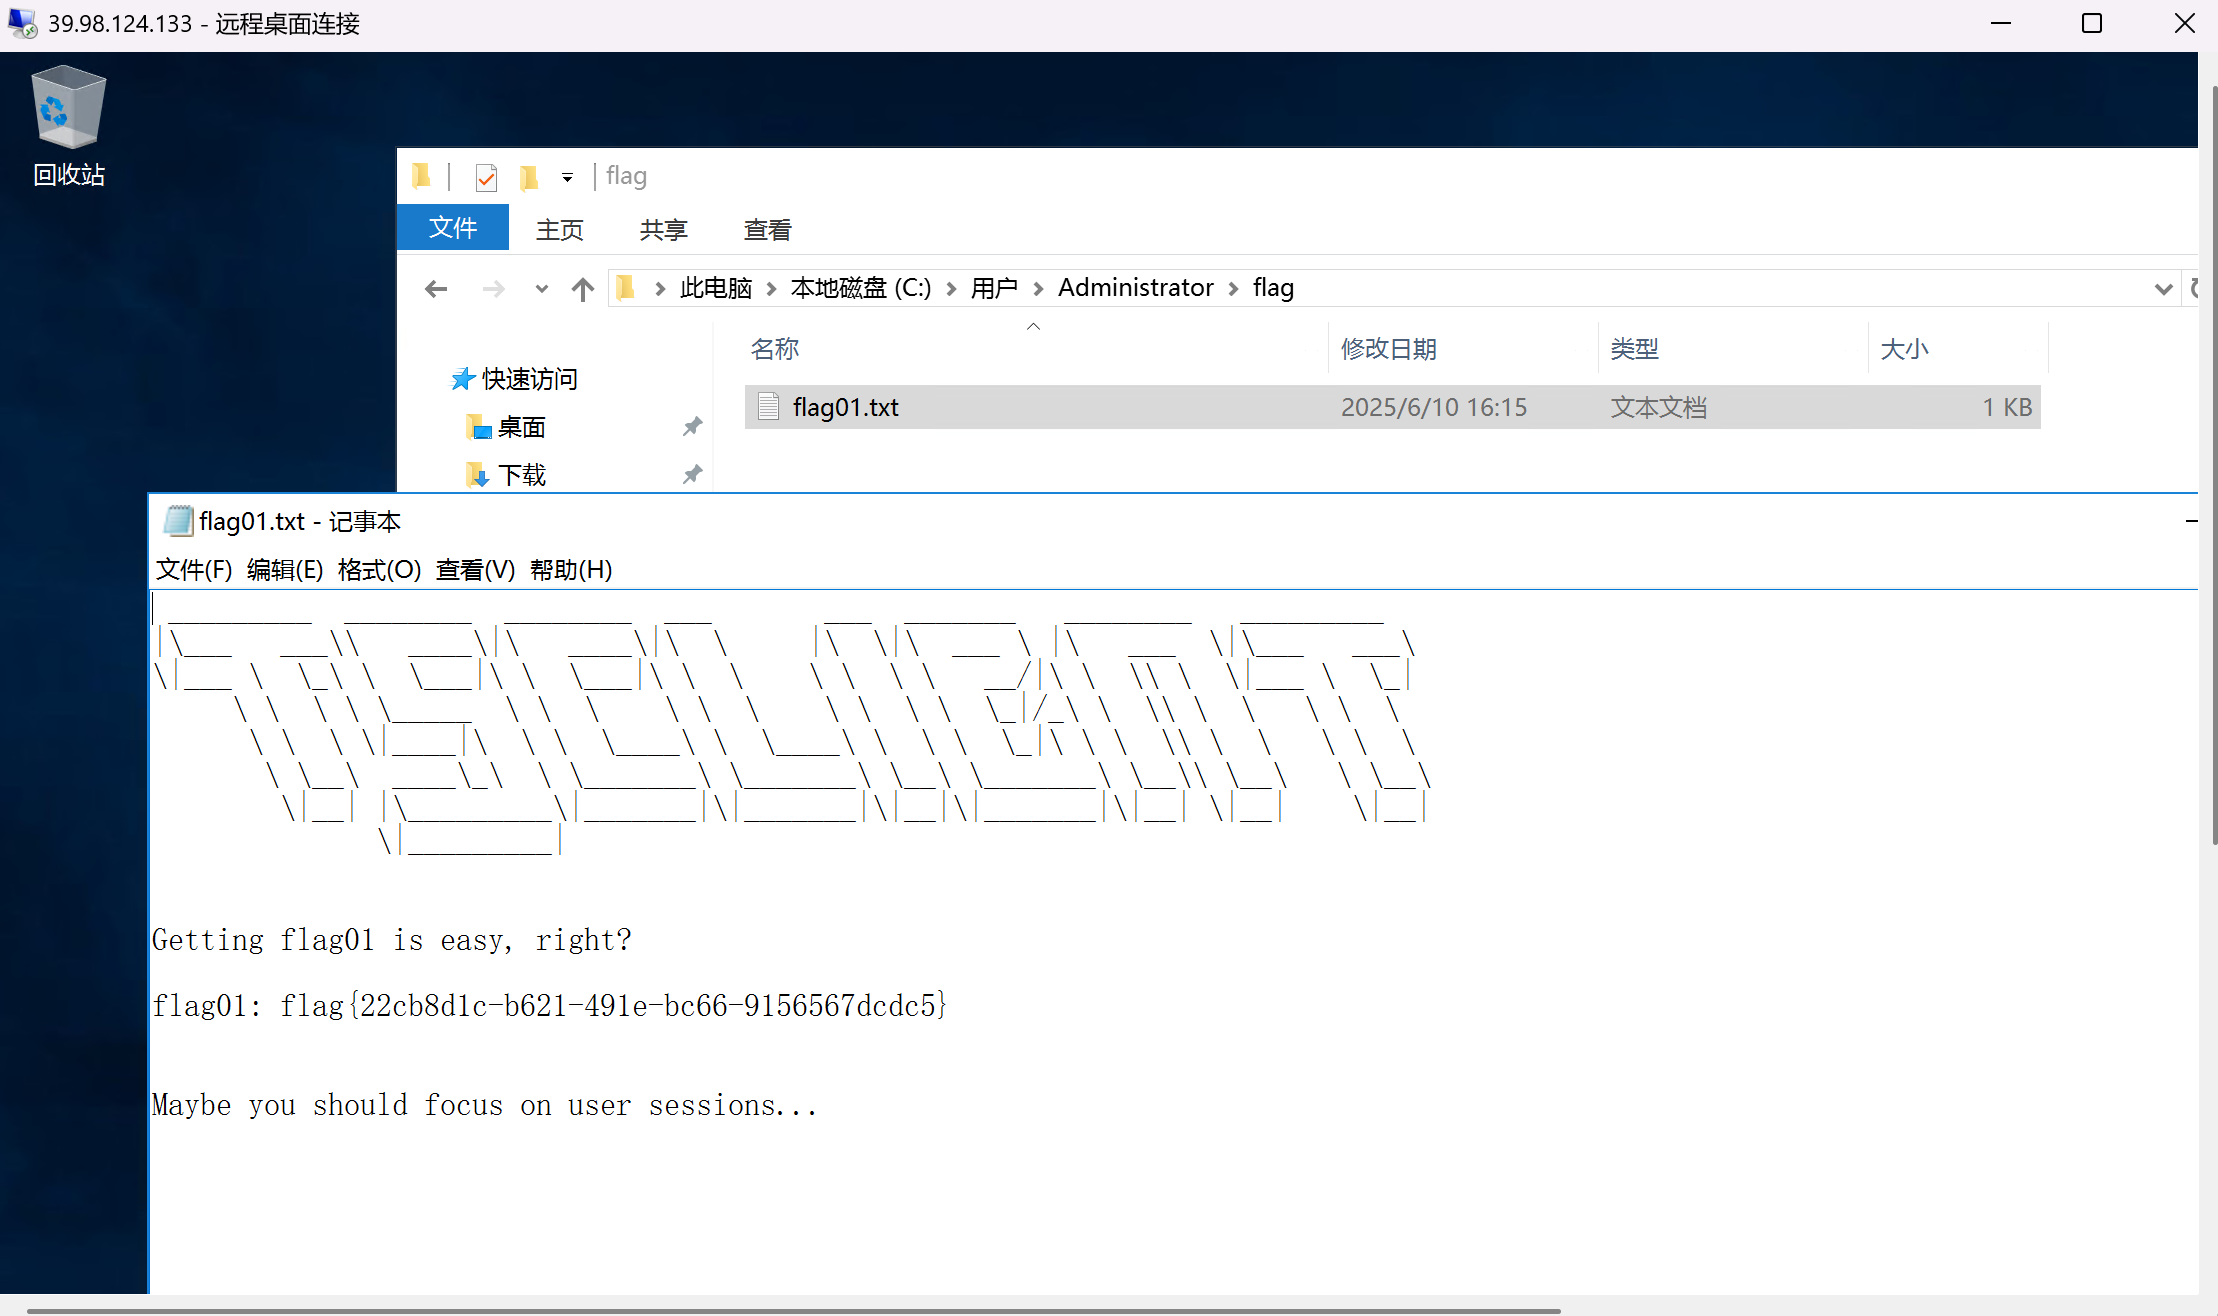 39.98.124.133 - 远程桌面连接
回收站
flag
文件 主页 共享 查看
此电脑 本地磁盘 (C:) 用户 Administrator flag
名称 修改日期 类型 大小
快速访问
flag01.txt 2025/6/10 16:15 文本文档 1 KB
桌面
下载
flag01.txt - 记事本
文件(F) 编辑(E) 格式(O) 查看(V) 帮助(H)
Getting flag01 is easy, right?
flag01: flag{22cb8d1c-b621-491e-bc66-9156567dcdc5}
Maybe you should focus on user sessions...